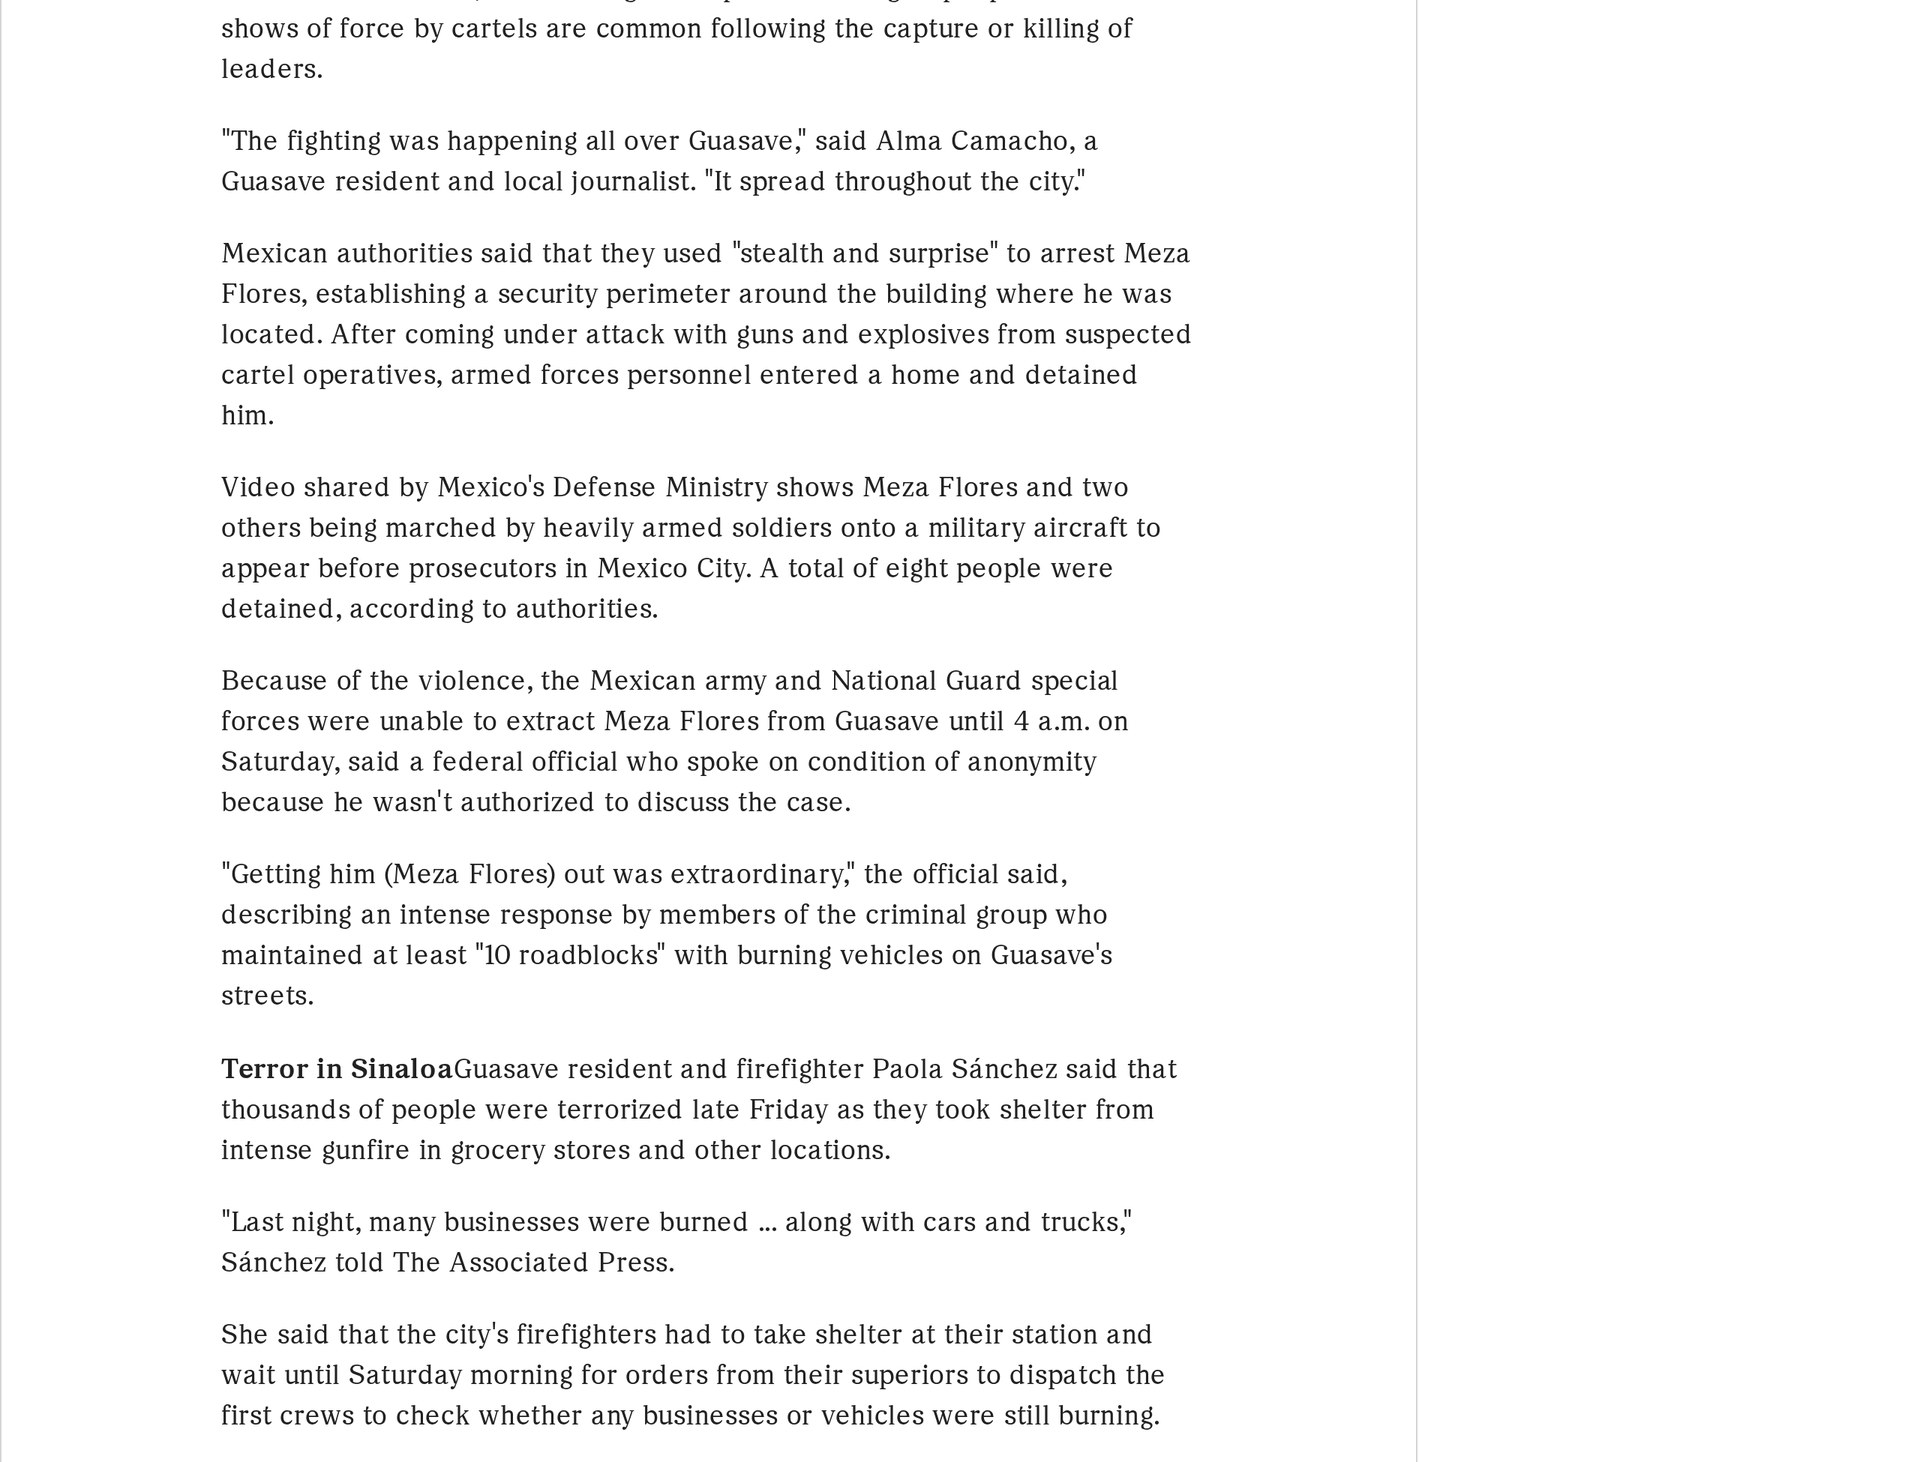 shows of force by cartels are common following the capture or killing of
leaders.
"The fighting was happening all over Guasave," said Alma Camacho, a
Guasave resident and local journalist. "It spread throughout the city."
Mexican authorities said that they used "stealth and surprise" to arrest Meza
Flores, establishing a security perimeter around the building where he was
located. After coming under attack with guns and explosives from suspected
cartel operatives, armed forces personnel entered a home and detained
him.
Video shared by Mexico's Defense Ministry shows Meza Flores and two
others being marched by heavily armed soldiers onto a military aircraft to
appear before prosecutors in Mexico City. A total of eight people were
detained, according to authorities.
Because of the violence, the Mexican army and National Guard special
forces were unable to extract Meza Flores from Guasave until 4 a.m. on
Saturday, said a federal official who spoke on condition of anonymity
because he wasn't authorized to discuss the case.
"Getting him (Meza Flores) out was extraordinary," the official said,
describing an intense response by members of the criminal group who
maintained at least "10 roadblocks" with burning vehicles on Guasave's
streets.
Terror in SinaloaGuasave resident and firefighter Paola Sánchez said that
thousands of people were terrorized late Friday as they took shelter from
intense gunfire in grocery stores and other locations.
"Last night, many businesses were burned ... along with cars and trucks,"
Sánchez told The Associated Press.
She said that the city's firefighters had to take shelter at their station and
wait until Saturday morning for orders from their superiors to dispatch the
first crews to check whether any businesses or vehicles were still burning.